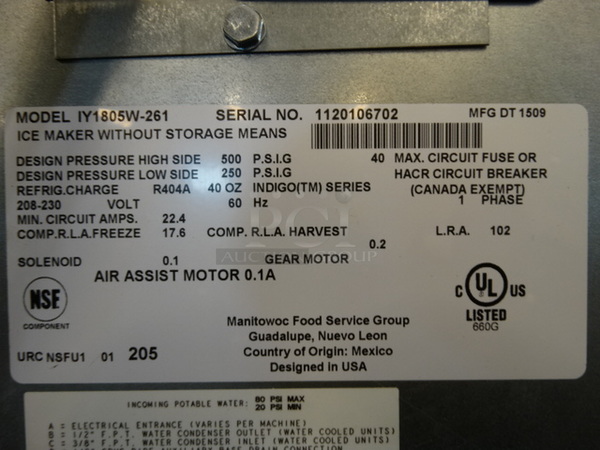 MODEL IY1805W-261 SERIAL NO. 1120106702 MFG DT 1509
ICE MAKER WITHOUT STORAGE MEANS
DESIGN PRESSURE HIGH SIDE 500 P.S.I.G 40 MAX. CIRCUIT FUSE OR
DESIGN PRESSURE LOW SIDE 250 P.S.I.G HACR CIRCUIT BREAKER
REFRIG.CHARGE R404A 40 OZ INDIGO(TM) SERIES (CANADA EXEMPT)
208-230 VOLT 60 Hz 1 PHASE
MIN. CIRCUIT AMPS. 22.4
COMP.R.L.A.FREEZE 17.6 COMP. R.L.A. HARVEST L.R.A. 102
0.2
SOLENOID 0.1 GEAR MOTOR
AIR ASSIST MOTOR 0.1A
PCI
AUCTION GROUP
NSF
COMPONENT
C UL US
LISTED
660G
Manitowoc Food Service Group
Guadalupe, Nuevo Leon
Country of Origin: Mexico
Designed in USA
URC NSFU1 01 205
INCOMING POTABLE WATER: 80 PSI MAX
20 PSI MIN
A = ELECTRICAL ENTRANCE (VARIES PER MACHINE)
B = 1/2" F.P.T. WATER CONDENSER OUTLET (WATER COOLED UNITS)
C = 3/8" F.P.T. WATER CONDENSER INLET (WATER COOLED UNITS)